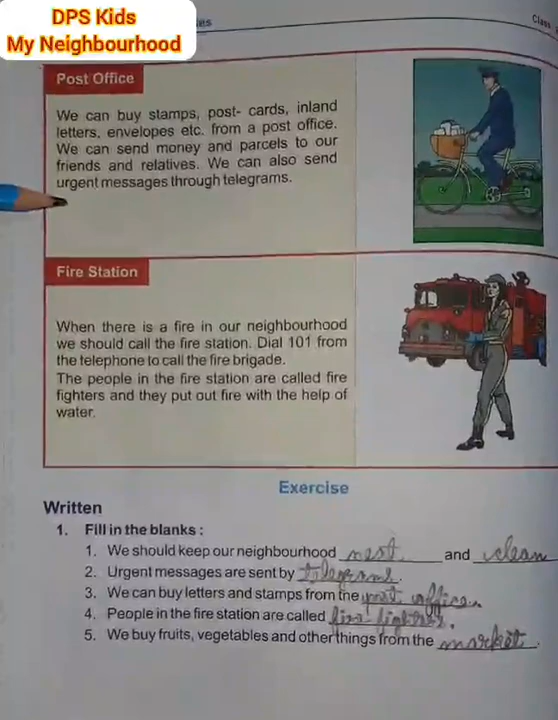 DPS Kids
My Neighbourhood
es
Class
Post Office
We can buy stamps, post- cards, inland
letters, envelopes etc. from a post office.
We can send money and parcels to our
friends and relatives. We can also send
urgent messages through telegrams.
Fire Station
When there is a fire in our neighbourhood
we should call the fire station. Dial 101 from
the telephone to call the fire brigade.
The people in the fire station are called fire
fighters and they put out fire with the help of
water.
Exercise
Written
1. Fill in the blanks :
1. We should keep our neighbourhood nest and clean
2. Urgent messages are sent by telegrams.
3. We can buy letters and stamps from the post office.
4. People in the fire station are called fire fighters.
5. We buy fruits, vegetables and other things from the market.